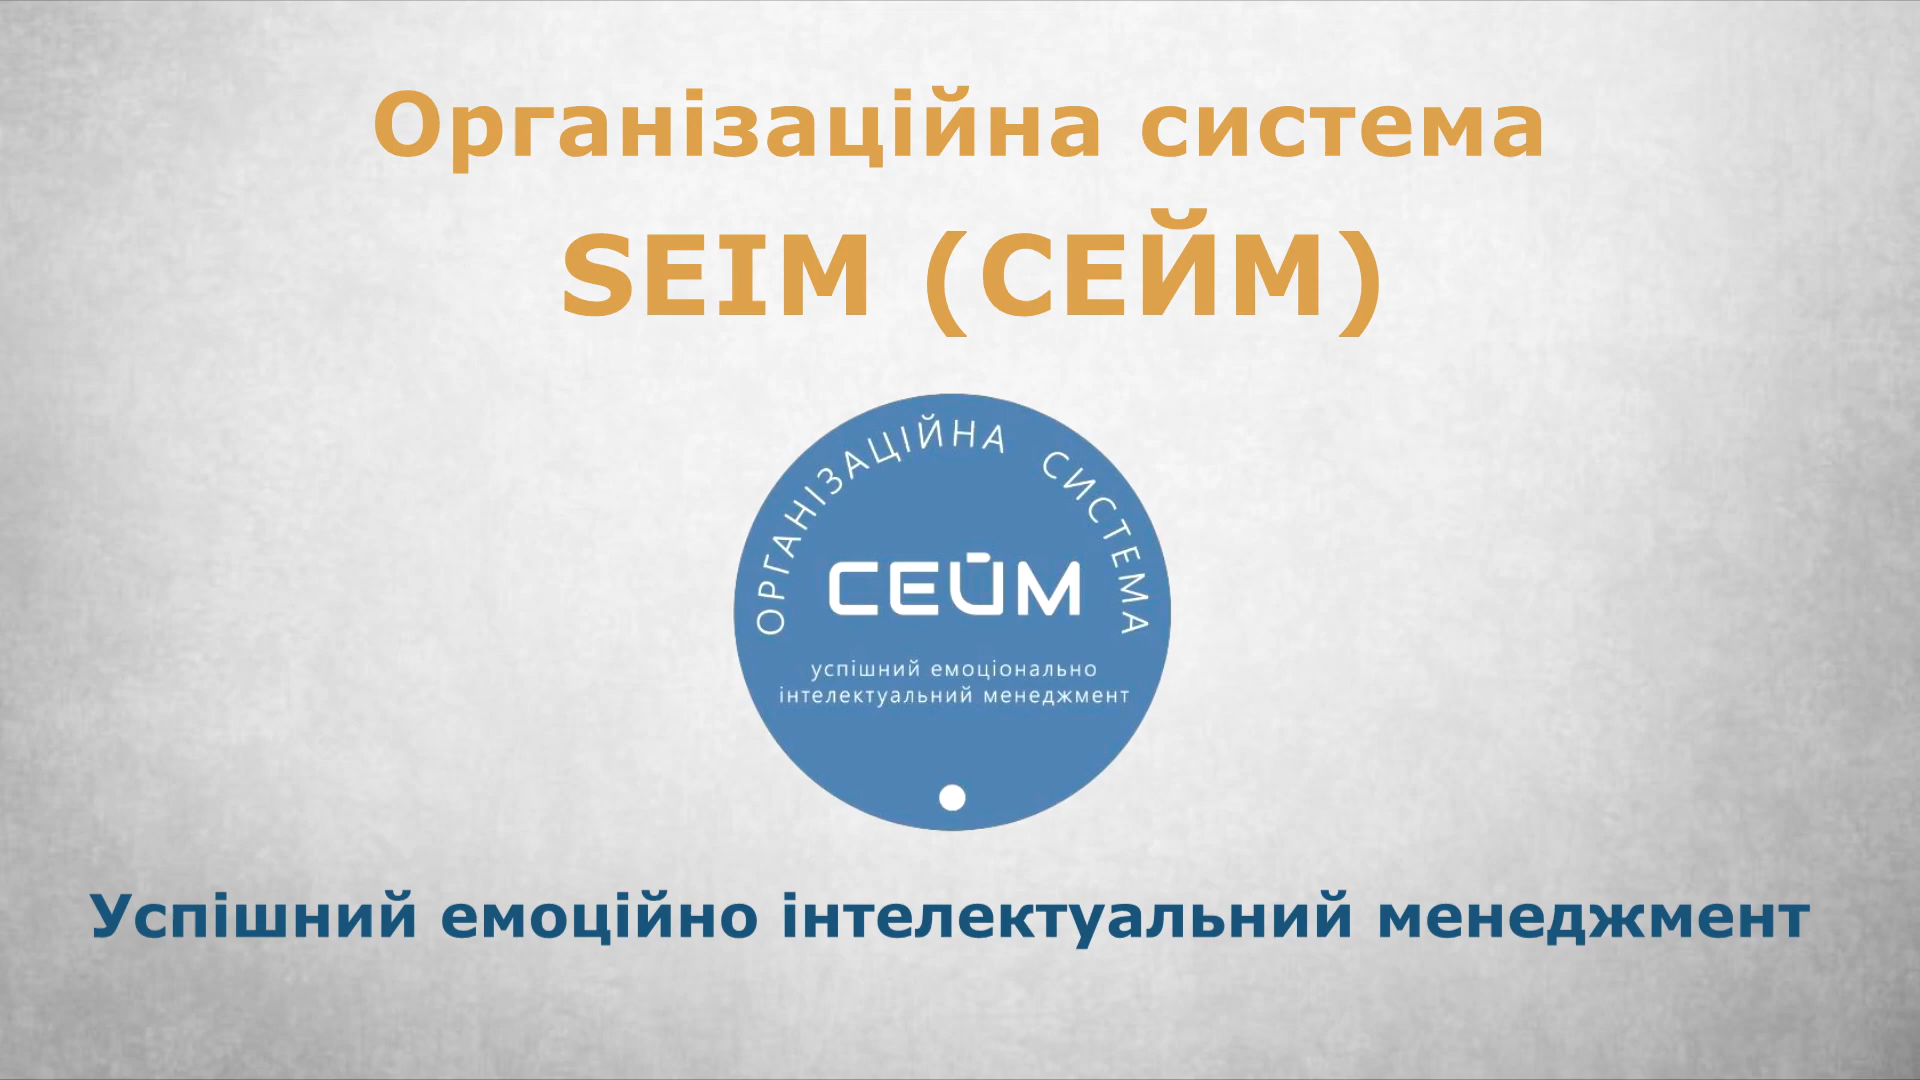 Організаційна система
SEIM (СЕЙМ)
ОРГАНІЗАЦІЙНА СИСТЕМА
СЕЙМ
успішний емоціонально
інтелектуальний менеджмент
Успішний емоційно інтелектуальний менеджмент